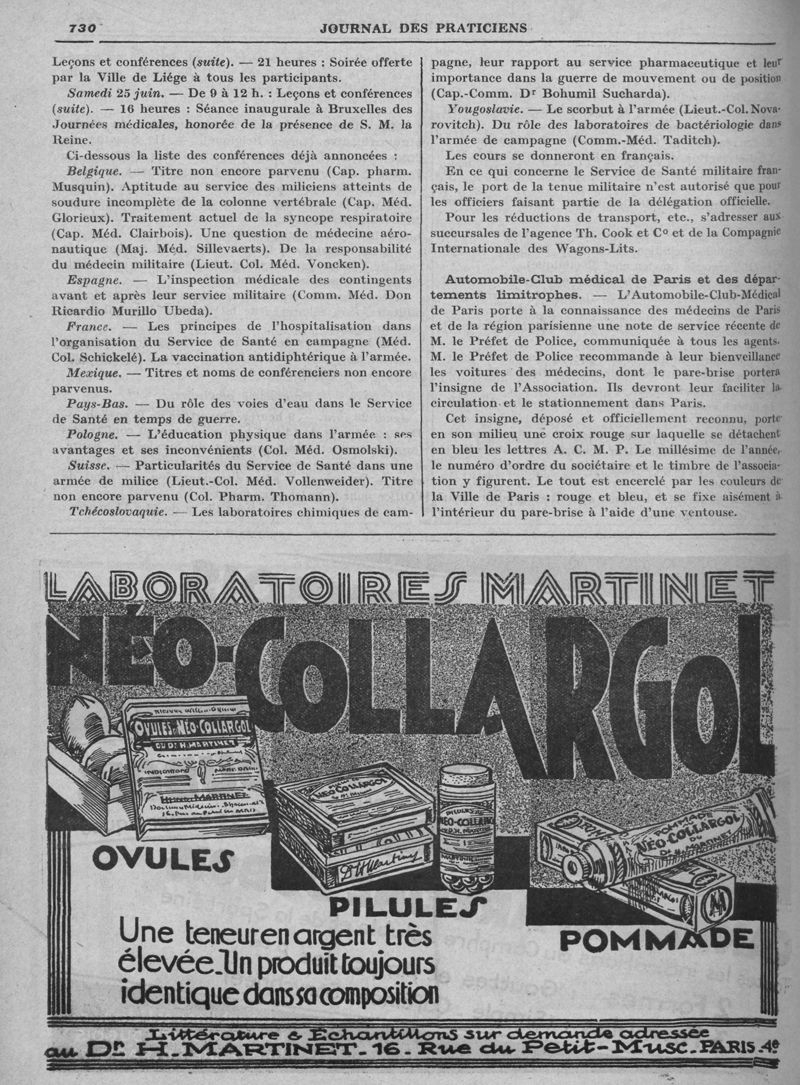 730
JOURNAL DES PRATICIENS
Leçons et conférences (suite). — 21 heures : Soirée offerte
par la Ville de Liége à tous les participants.
Samedi 25 juin. — De 9 à 12 h. : Leçons et conférences
(suite). — 16 heures : Séance inaugurale à Bruxelles des
Journées médicales, honorée de la présence de S. M. la
Reine.
Ci-dessous la liste des conférences déjà annoncées :
Belgique. — Titre non encore parvenu (Cap. pharm.
Musquin). Aptitude au service des miliciens atteints de
soudure incomplète de la colonne vertébrale (Cap. Méd.
Glorieux). Traitement actuel de la syncope respiratoire
(Cap. Méd. Clairbois). Une question de médecine aéro-
nautique (Maj. Méd. Sillevaerts). De la responsabilité
du médecin militaire (Lieut. Col. Méd. Voncken).
Espagne. — L'inspection médicale des contingents
avant et après leur service militaire (Comm. Méd. Don
Ricardio Murillo Ubeda).
France. — Les principes de l'hospitalisation dans
l'organisation du Service de Santé en campagne (Méd.
Col. Schickelé). La vaccination antidiphtérique à l'armée.
Mexique. — Titres et noms de conférenciers non encore
parvenus.
Pays-Bas. — Du rôle des voies d'eau dans le Service
de Santé en temps de guerre.
Pologne. — L'éducation physique dans l'armée : ses
avantages et ses inconvénients (Col. Méd. Osmolski).
Suisse. — Particularités du Service de Santé dans une
armée de milice (Lieut.-Col. Méd. Vollenweider). Titre
non encore parvenu (Col. Pharm. Thomann).
Tchécoslovaquie. — Les laboratoires chimiques de cam-
pagne, leur rapport au service pharmaceutique et leur
importance dans la guerre de mouvement ou de position
(Cap.-Comm. Dr Bohumil Sucharda).
Yougoslavie. — Le scorbut à l'armée (Lieut.-Col. Nova-
rovitch). Du rôle des laboratoires de bactériologie dans
l'armée de campagne (Comm.-Méd. Taditch).
Les cours se donneront en français.
En ce qui concerne le Service de Santé militaire fran-
çais, le port de la tenue militaire n'est autorisé que pour
les officiers faisant partie de la délégation officielle.
Pour les réductions de transport, etc., s'adresser aux
succursales de l'agence Th. Cook et Co et de la Compagnie
Internationale des Wagons-Lits.
Automobile-Club médical de Paris et des dépar-
tements limitrophes. — L'Automobile-Club-Médical
de Paris porte à la connaissance des médecins de Paris
et de la région parisienne une note de service récente de
M. le Préfet de Police, communiquée à tous les agents.
M. le Préfet de Police recommande à leur bienveillance
les voitures des médecins, dont le pare-brise portera
l'insigne de l'Association. Ils devront leur faciliter la
circulation et le stationnement dans Paris.
Cet insigne, déposé et officiellement reconnu, porte
en son milieu une croix rouge sur laquelle se détachent
en bleu les lettres A. C. M. P. Le millésime de l'année,
le numéro d'ordre du sociétaire et le timbre de l'associa-
tion y figurent. Le tout est encerclé par les couleurs de
la Ville de Paris : rouge et bleu, et se fixe aisément à
l'intérieur du pare-brise à l'aide d'une ventouse.
LABORATOIRES MARTINET
NÉO-COLLARGOL
OVULES NÉO-COLLARGOL
DU DR H. MARTINET
MARTINET
NÉO-COLLARGOL
PILULES
NÉO-COLLARG
Dr H Martinet
POMMADE
NÉO-COLLARGOL
DU
DR H. MARTINET
OVULES
PILULES
POMMADE
Une teneur en argent très
élevée_Un produit toujours
identique dans sa composition
Littérature & Échantillons sur demande adressée
au Dr H. MARTINET_16_Rue du Petit-Musc_PARIS.4e